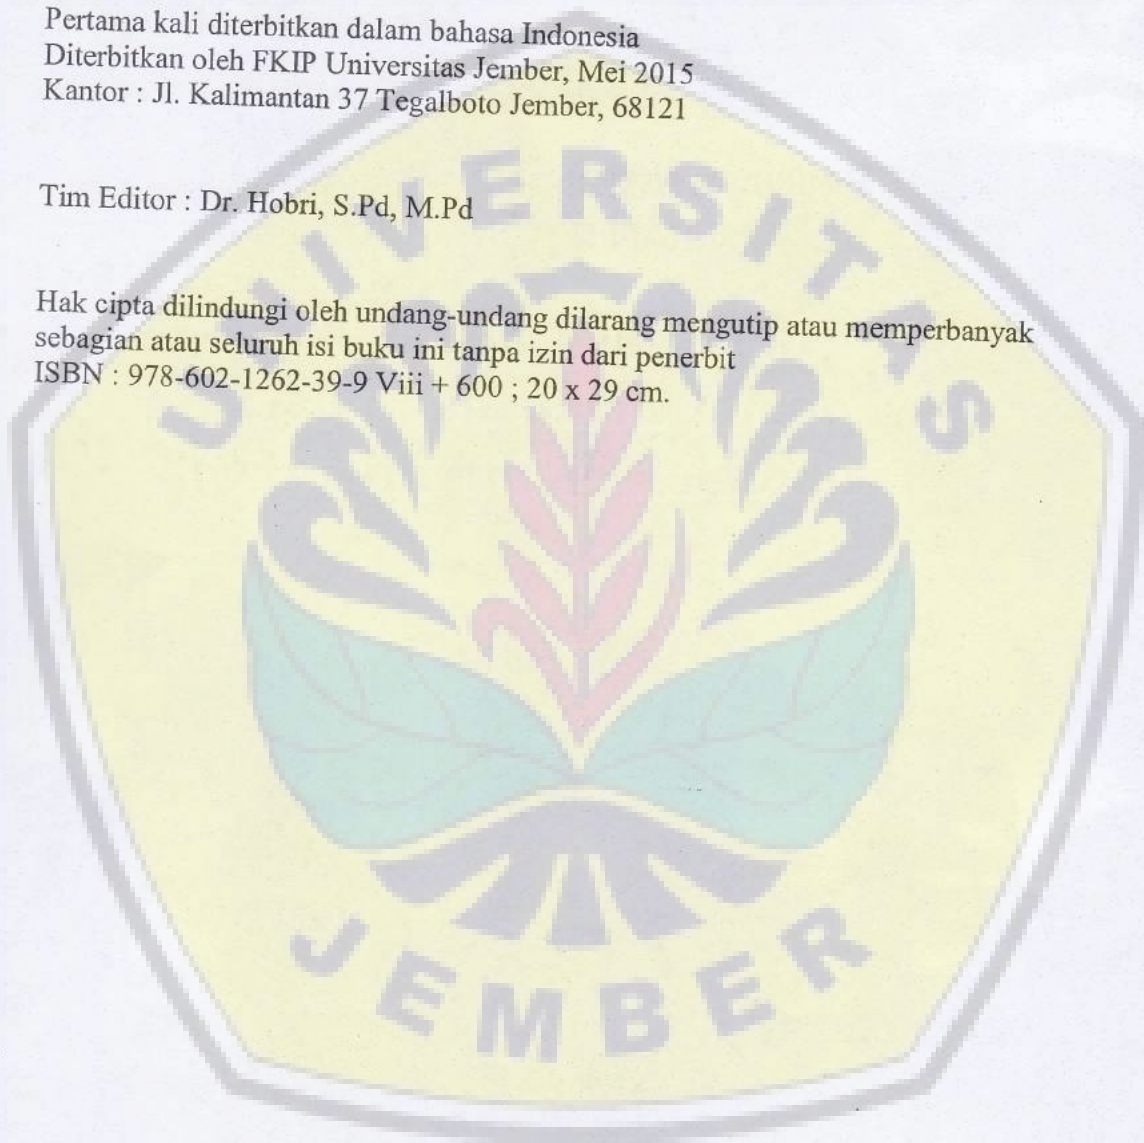 Pertama kali diterbitkan dalam bahasa Indonesia
Diterbitkan oleh FKIP Universitas Jember, Mei 2015
Kantor : Jl. Kalimantan 37 Tegalboto Jember, 68121
Tim Editor : Dr. Hobri, S.Pd, M.Pd
Hak cipta dilindungi oleh undang-undang dilarang mengutip atau memperbanyak
sebagian atau seluruh isi buku ini tanpa izin dari penerbit
ISBN : 978-602-1262-39-9 Viii + 600 ; 20 x 29 cm.
UNIVERSITAS
JEMBER